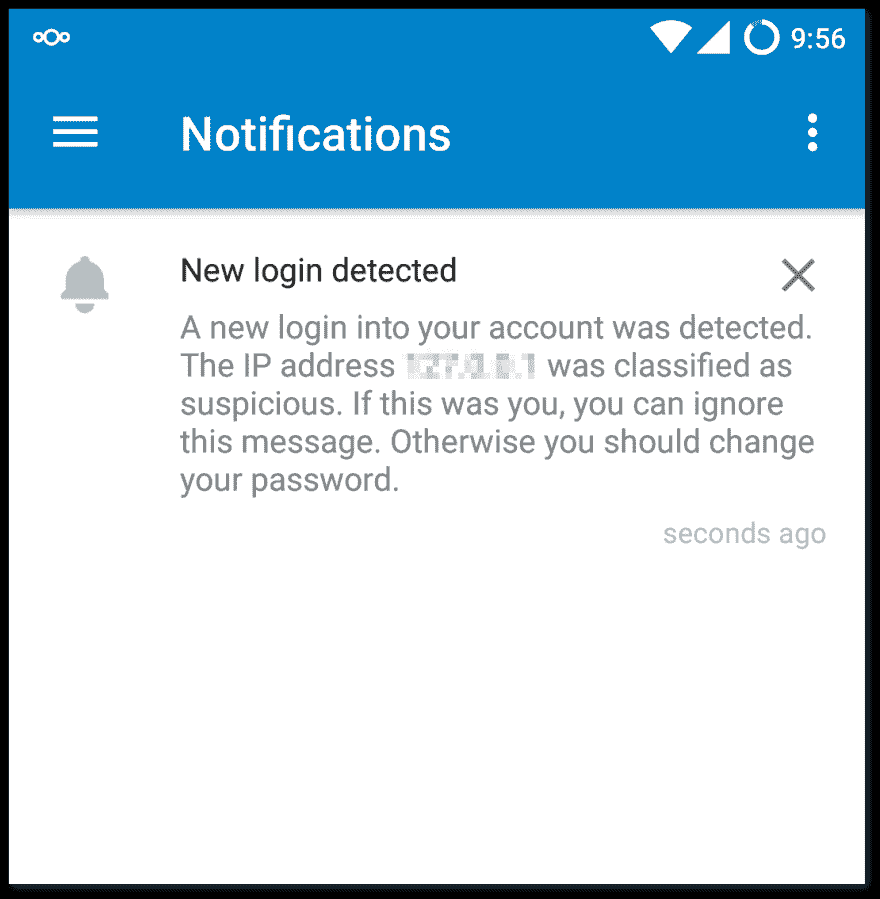 9:56
Notifications
New login detected
A new login into your account was detected.
The IP address was classified as
suspicious. If this was you, you can ignore
this message. Otherwise you should change
your password.
seconds ago